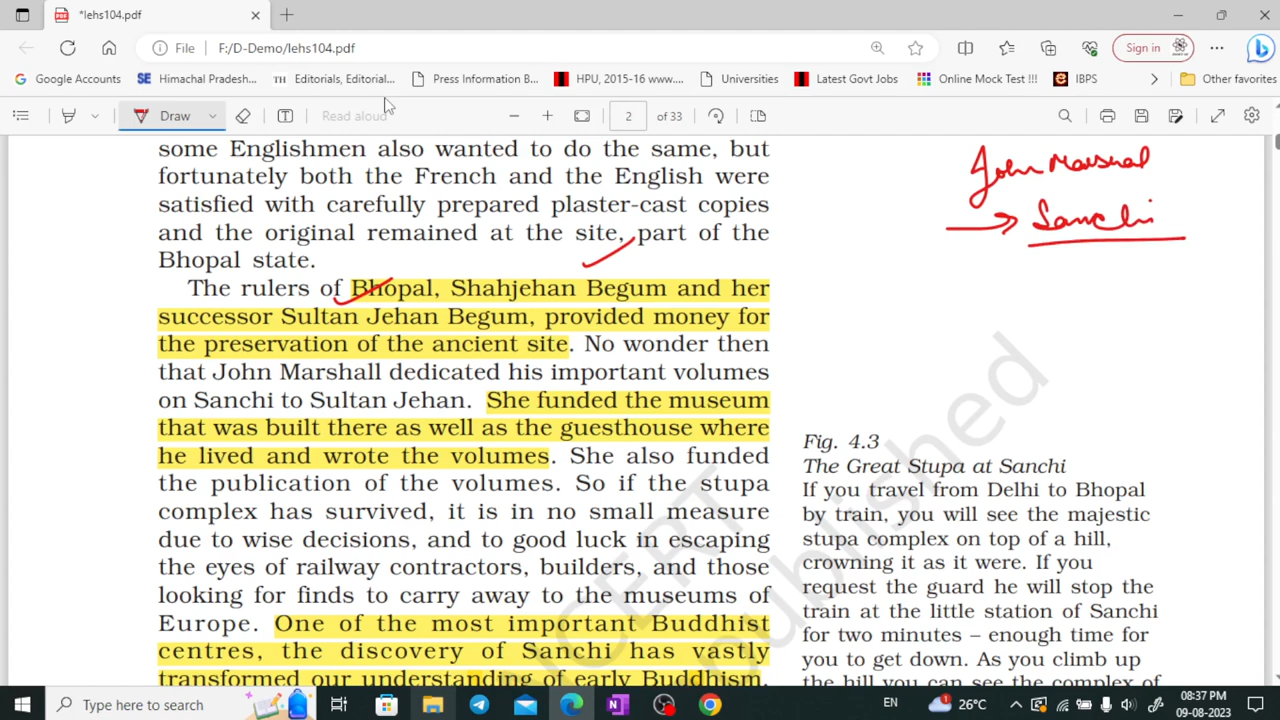 *lehs104.pdf
File F:/D-Demo/lehs104.pdf
Sign in
Google Accounts
SE Himachal Pradesh...
TH Editorials, Editorial...
Press Information B...
HPU, 2015-16 www....
Universities
Latest Govt Jobs
Online Mock Test !!!
IBPS
Other favorites
Draw
Read aloud
2 of 33
some Englishmen also wanted to do the same, but
fortunately both the French and the English were
satisfied with carefully prepared plaster-cast copies
and the original remained at the site, part of the
Bhopal state.
The rulers of Bhopal, Shahjehan Begum and her
successor Sultan Jehan Begum, provided money for
the preservation of the ancient site. No wonder then
that John Marshall dedicated his important volumes
on Sanchi to Sultan Jehan. She funded the museum
that was built there as well as the guesthouse where
he lived and wrote the volumes. She also funded
the publication of the volumes. So if the stupa
complex has survived, it is in no small measure
due to wise decisions, and to good luck in escaping
the eyes of railway contractors, builders, and those
looking for finds to carry away to the museums of
Europe. One of the most important Buddhist
centres, the discovery of Sanchi has vastly
transformed our understanding of early Buddhism.
John Marshal
Sanchi
Fig. 4.3
The Great Stupa at Sanchi
If you travel from Delhi to Bhopal
by train, you will see the majestic
stupa complex on top of a hill,
crowning it as it were. If you
request the guard he will stop the
train at the little station of Sanchi
for two minutes – enough time for
you to get down. As you climb up
the hill you can see the complex of
NCERT
published
Type here to search
EN
26°C
08:37 PM
09-08-2023